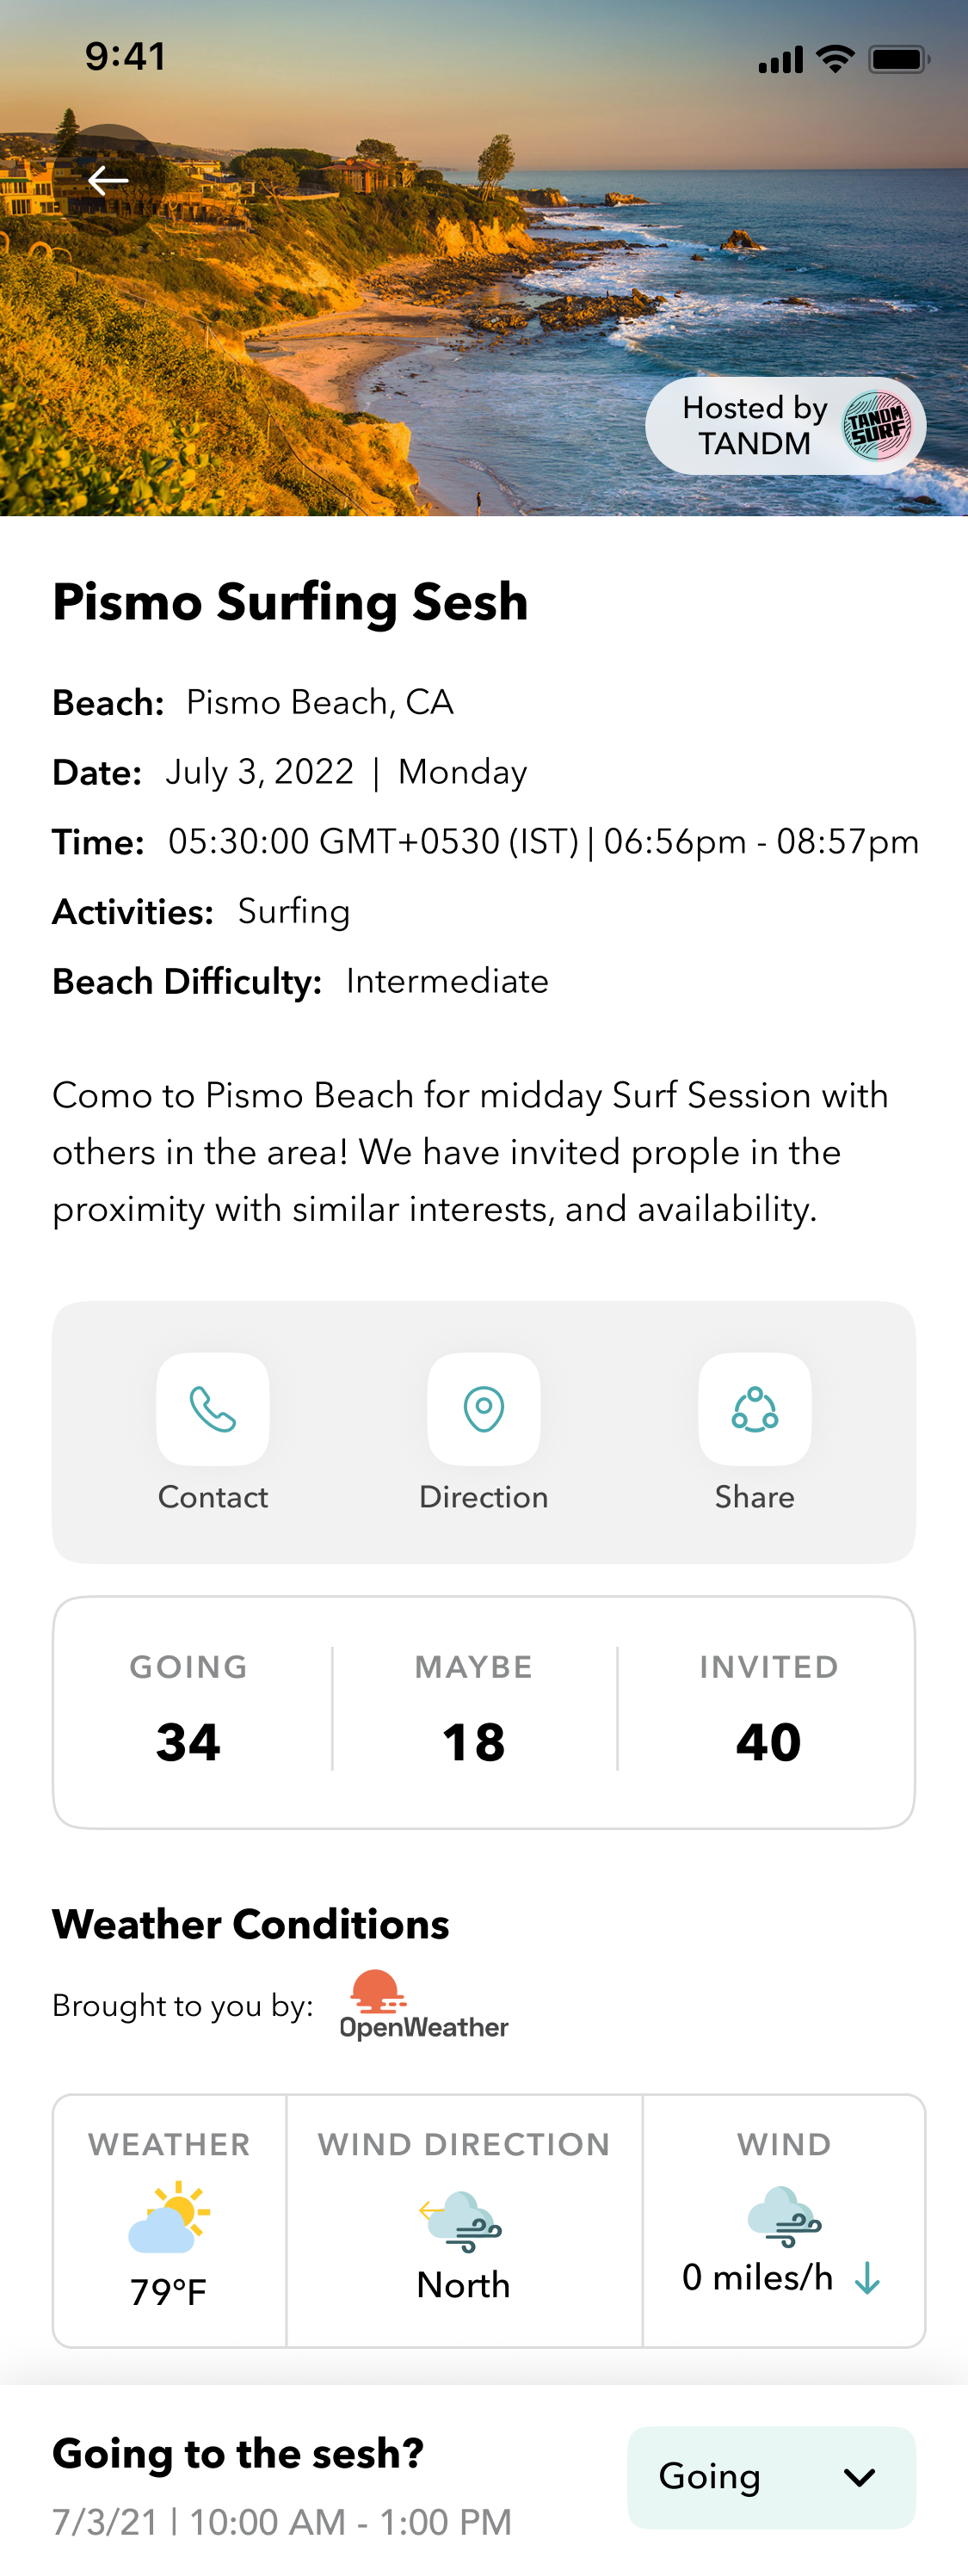 9:41
Hosted by
TANDM
TANDM
SURF
Pismo Surfing Sesh
Beach: Pismo Beach, CA
Date: July 3, 2022 | Monday
Time: 05:30:00 GMT+0530 (IST) | 06:56pm - 08:57pm
Activities: Surfing
Beach Difficulty: Intermediate
Como to Pismo Beach for midday Surf Session with
others in the area! We have invited prople in the
proximity with similar interests, and availability.
Contact Direction Share
GOING MAYBE INVITED
34 18 40
Weather Conditions
Brought to you by: OpenWeather
WEATHER WIND DIRECTION WIND
79°F North 0 miles/h
Going to the sesh?
Going
7/3/21 | 10:00 AM - 1:00 PM